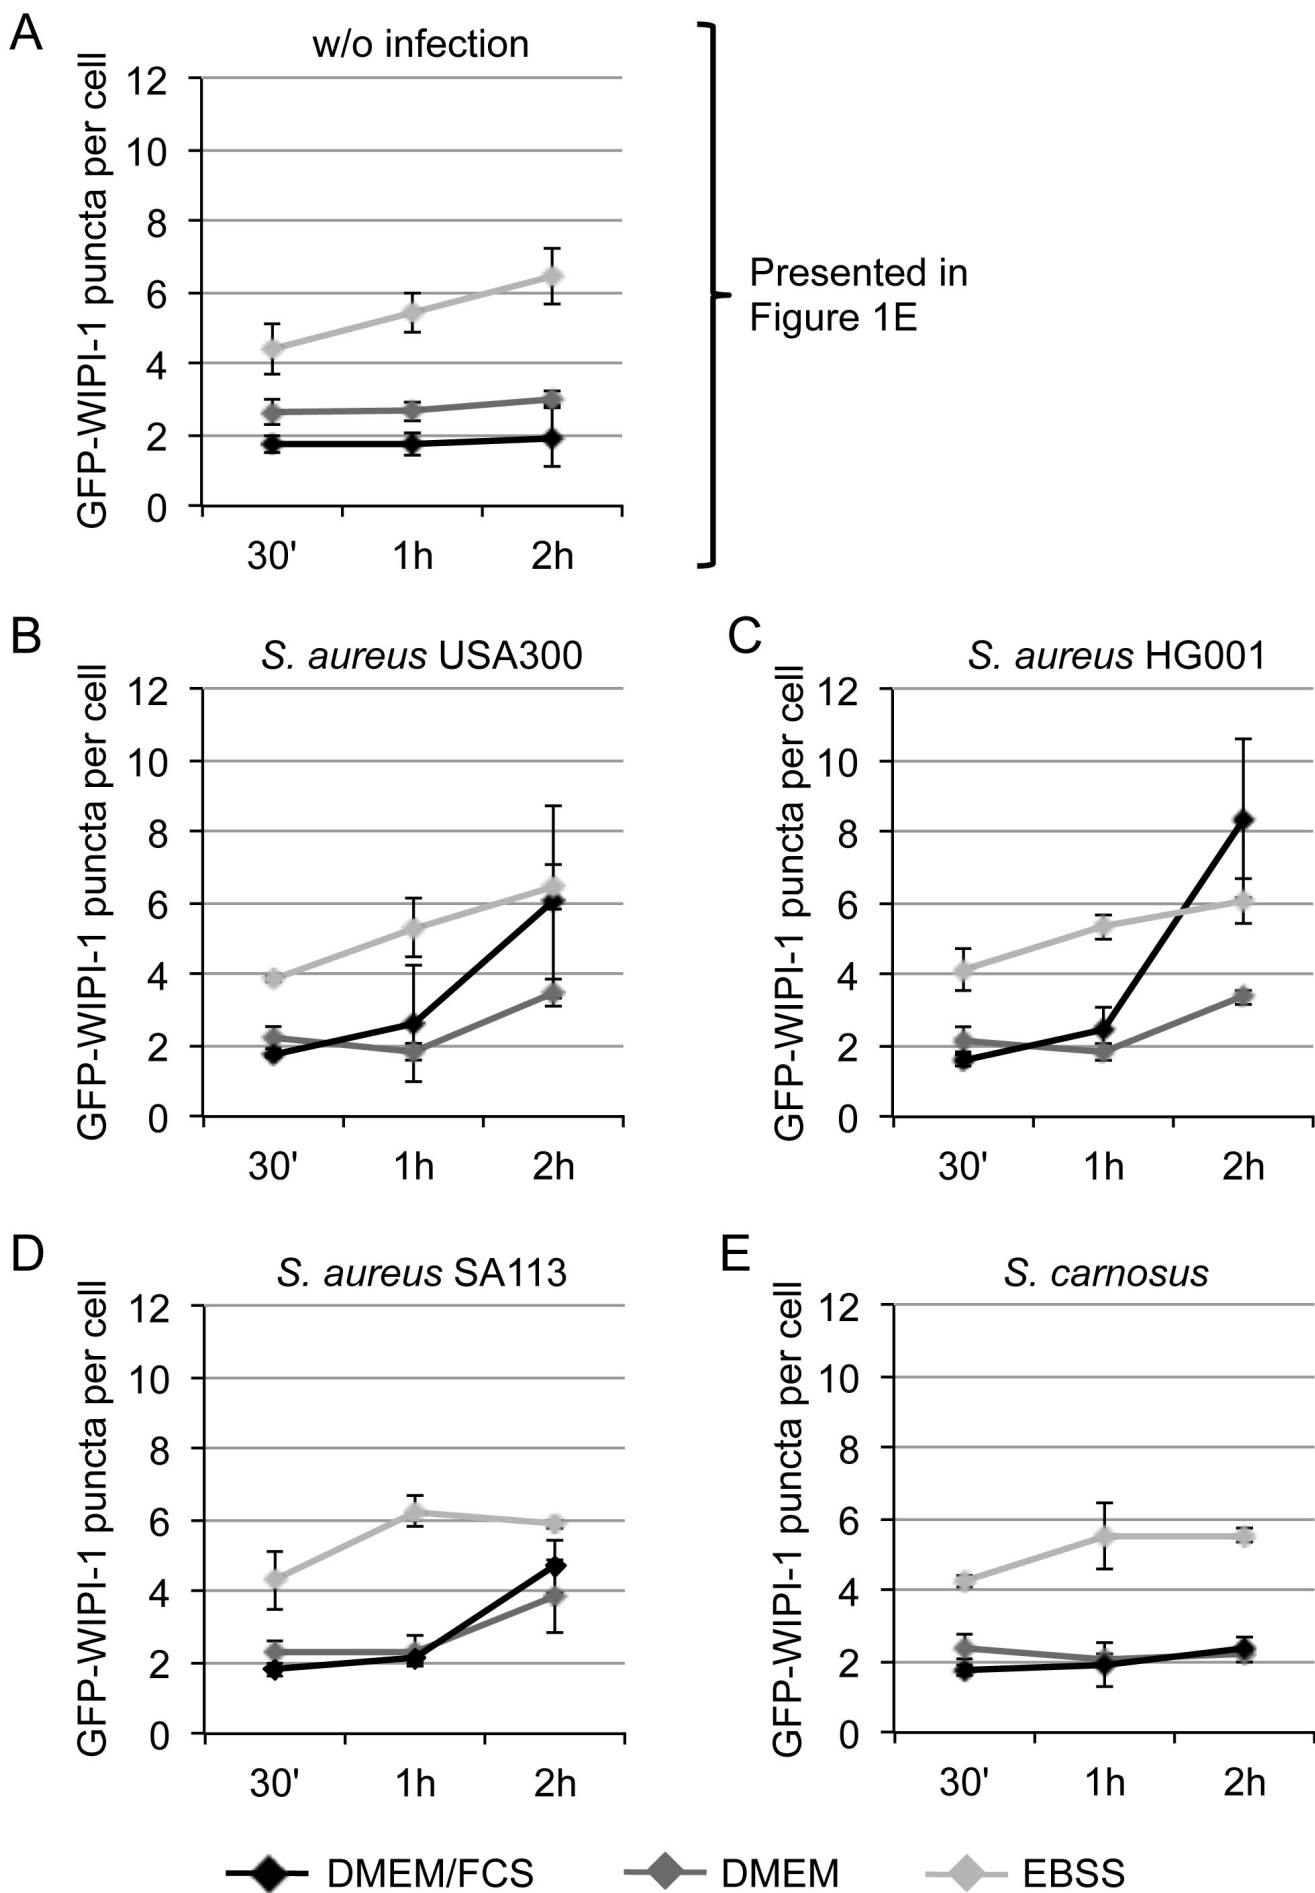 A
w/o infection
GFP-WIPI-1 puncta per cell
12
10
8
6
4
2
0
30'
1h
2h
Presented in
Figure 1E
B
S. aureus USA300
GFP-WIPI-1 puncta per cell
12
10
8
6
4
2
0
30'
1h
2h
C
S. aureus HG001
GFP-WIPI-1 puncta per cell
12
10
8
6
4
2
0
30'
1h
2h
D
S. aureus SA113
GFP-WIPI-1 puncta per cell
12
10
8
6
4
2
0
30'
1h
2h
E
S. carnosus
GFP-WIPI-1 puncta per cell
12
10
8
6
4
2
0
30'
1h
2h
DMEM/FCS
DMEM
EBSS